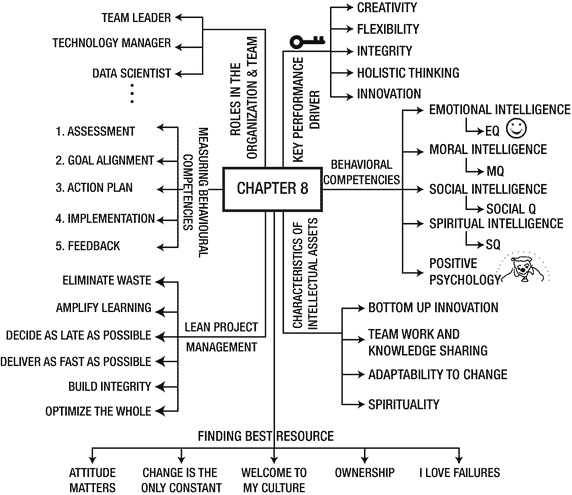 TEAM LEADER
TECHNOLOGY MANAGER
DATA SCIENTIST
ROLES IN THE
ORGANIZATION & TEAM
KEY PERFORMANCE
DRIVER
CREATIVITY
FLEXIBILITY
INTEGRITY
HOLISTIC THINKING
INNOVATION
1. ASSESSMENT
2. GOAL ALIGNMENT
3. ACTION PLAN
4. IMPLEMENTATION
5. FEEDBACK
MEASURING BEHAVIOURAL
COMPETENCIES
CHAPTER 8
BEHAVIORAL
COMPETENCIES
EMOTIONAL INTELLIGENCE
EQ
MORAL INTELLIGENCE
MQ
SOCIAL INTELLIGENCE
SOCIAL Q
SPIRITUAL INTELLIGENCE
SQ
POSITIVE
PSYCHOLOGY
ELIMINATE WASTE
AMPLIFY LEARNING
DECIDE AS LATE AS POSSIBLE
DELIVER AS FAST AS POSSIBLE
BUILD INTEGRITY
OPTIMIZE THE WHOLE
LEAN PROJECT
MANAGEMENT
CHARACTERISTICS OF
INTELLECTUAL ASSETS
BOTTOM UP INNOVATION
TEAM WORK AND
KNOWLEDGE SHARING
ADAPTABILITY TO CHANGE
SPIRITUALITY
FINDING BEST RESOURCE
ATTITUDE
MATTERS
CHANGE IS THE
ONLY CONSTANT
WELCOME TO
MY CULTURE
OWNERSHIP
I LOVE FAILURES